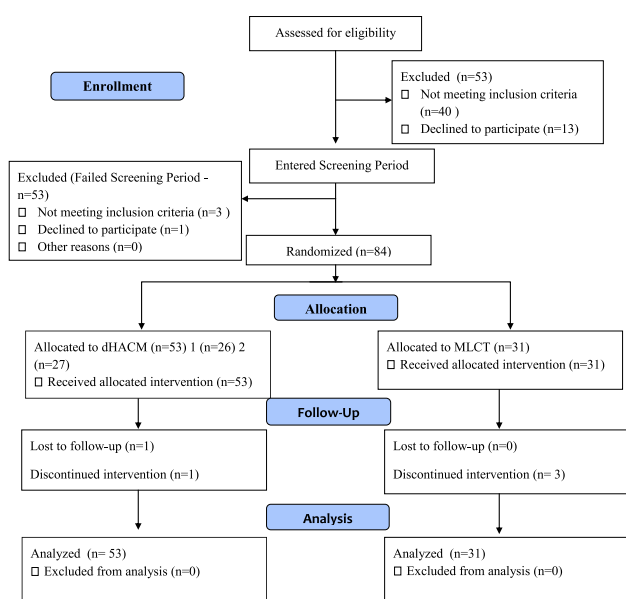 Assessed for eligibility
Enrollment
Excluded (n=53)
▯ Not meeting inclusion criteria
(n=40 )
▯ Declined to participate (n=13)
Entered Screening Period
Excluded (Failed Screening Period -
n=53)
▯ Not meeting inclusion criteria (n=3 )
▯ Declined to participate (n=1)
▯ Other reasons (n=0)
Randomized (n=84)
Allocation
Allocated to dHACM (n=53) 1 (n=26) 2
(n=27)
▯ Received allocated intervention (n=53)
Allocated to MLCT (n=31)
▯ Received allocated intervention (n=31)
Follow-Up
Lost to follow-up (n=1)
Discontinued intervention (n=1)
Lost to follow-up (n=0)
Discontinued intervention (n= 3)
Analysis
Analyzed (n= 53)
▯ Excluded from analysis (n=0)
Analyzed (n=31)
▯ Excluded from analysis (n=0)